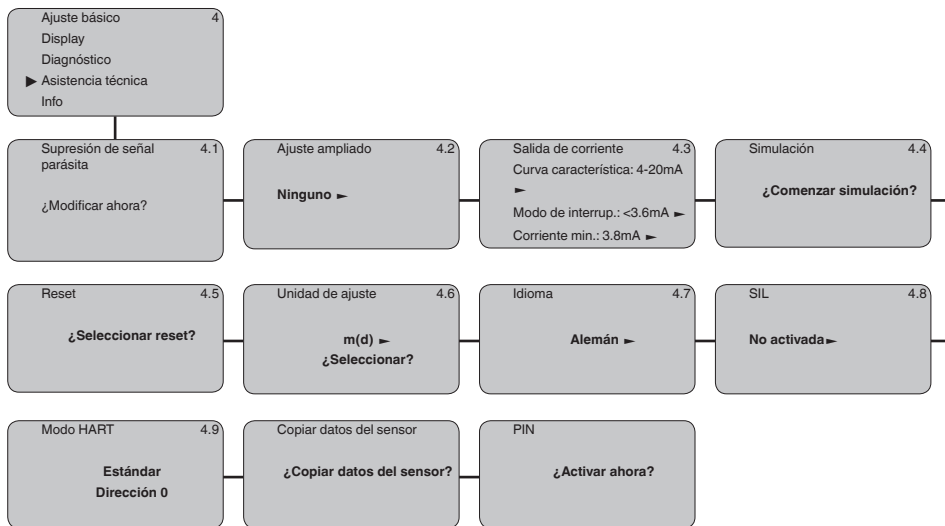 Ajuste básico 4
Display
Diagnóstico
▶ Asistencia técnica
Info
Supresión de señal 4.1
parásita
¿Modificar ahora?
Ajuste ampliado 4.2
Ninguno ►
Salida de corriente 4.3
Curva característica: 4-20mA
►
Modo de interrup.: <3.6mA ►
Corriente min.: 3.8mA ►
Simulación 4.4
¿Comenzar simulación?
Reset 4.5
¿Seleccionar reset?
Unidad de ajuste 4.6
m(d) ►
¿Seleccionar?
Idioma 4.7
Alemán ►
SIL 4.8
No activada ►
Modo HART 4.9
Estándar
Dirección 0
Copiar datos del sensor
¿Copiar datos del sensor?
PIN
¿Activar ahora?